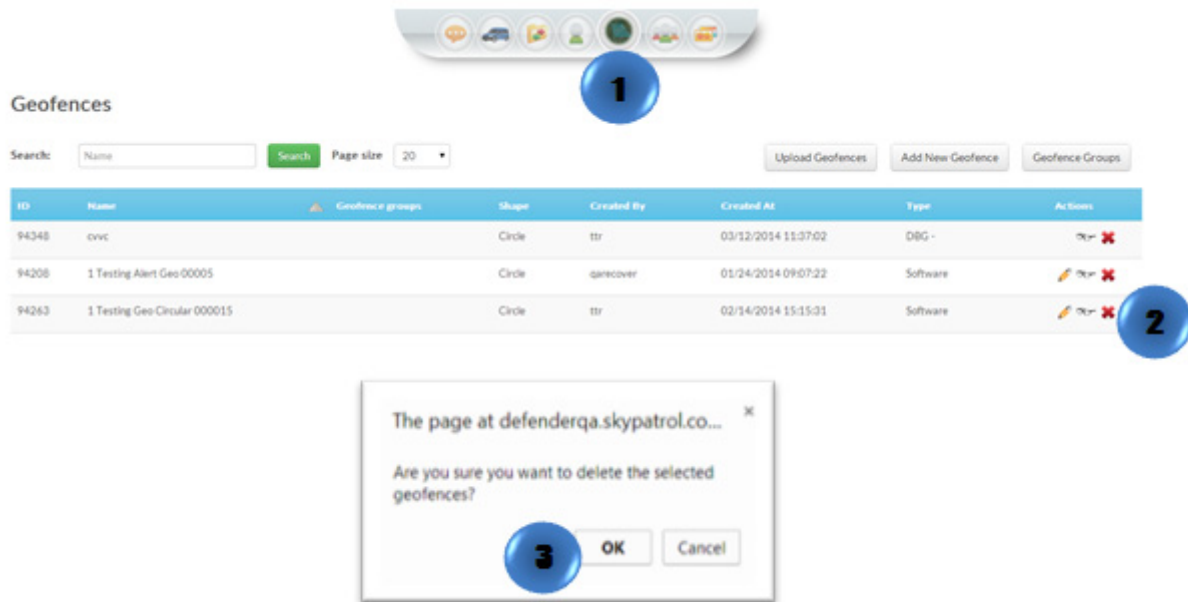 1
Geofences
Search: Name Search Page size 20 Upload Geofences Add New Geofence Geofence Groups
ID Name Geofence groups Shape Created By Created At Type Actions
94348 cvvc Circle ttr 03/12/2014 11:37:02 DBG -
94208 1 Testing Alert Geo 00005 Circle qarecover 01/24/2014 09:07:22 Software
94263 1 Testing Geo Circular 000015 Circle ttr 02/14/2014 15:15:31 Software
2
The page at defenderqa.skypatrol.co... ×
Are you sure you want to delete the selected
geofences?
3 OK Cancel